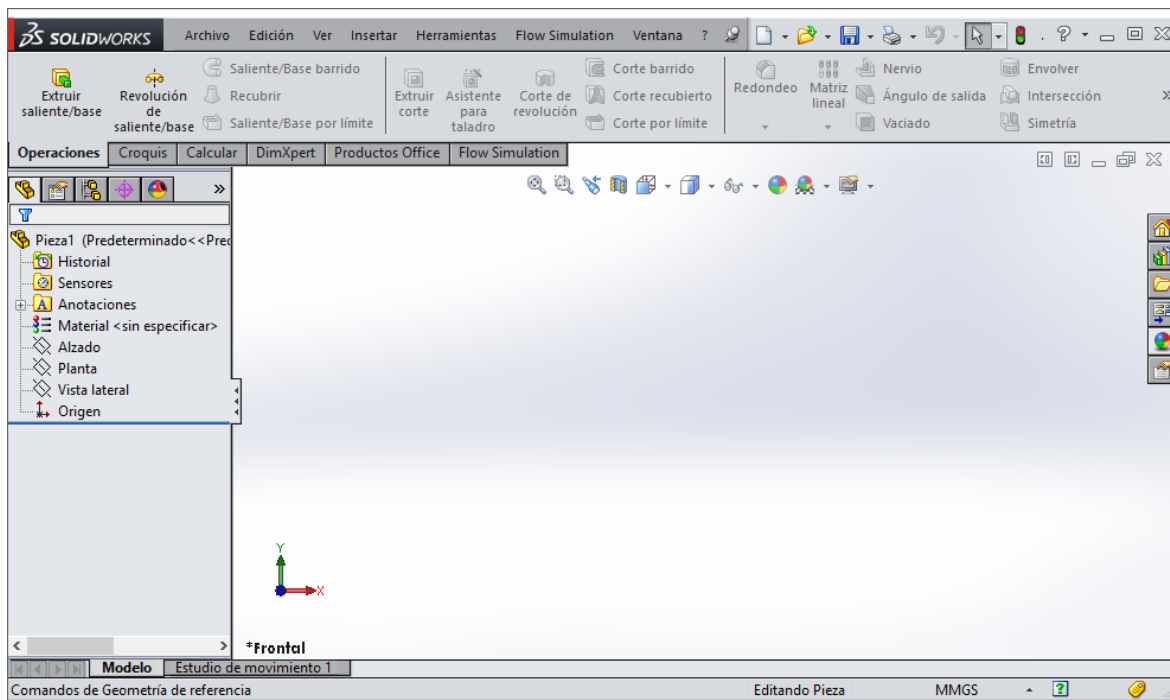 SOLIDWORKS Archivo Edición Ver Insertar Herramientas Flow Simulation Ventana ?
Extruir saliente/base
Revolución de saliente/base
Saliente/Base barrido
Recubrir
Saliente/Base por límite
Extruir corte
Asistente para taladro
Corte de revolución
Corte barrido
Corte recubierto
Corte por límite
Redondeo
Matriz lineal
Nervio
Ángulo de salida
Vaciado
Envolver
Intersección
Simetría
Operaciones Croquis Calcular DimXpert Productos Office Flow Simulation
Pieza1 (Predeterminado<<Pred
Historial
Sensores
A Anotaciones
Material <sin especificar>
Alzado
Planta
Vista lateral
Origen
Y
X
*Frontal
Modelo Estudio de movimiento 1
Comandos de Geometría de referencia Editando Pieza MMGS ?